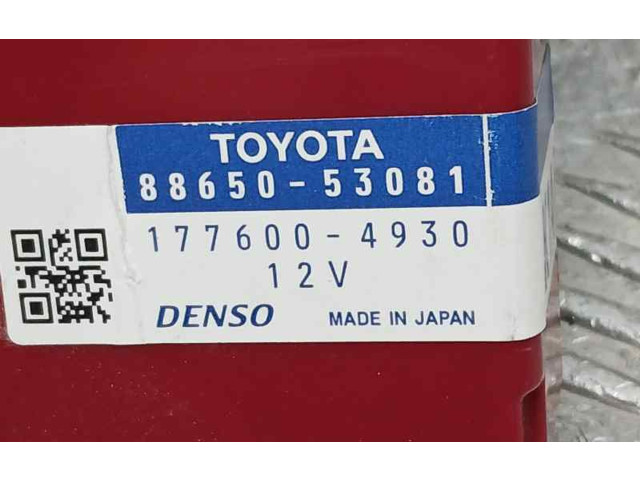 TOYOTA
88650-53081
177600-4930
12V
DENSO MADE IN JAPAN